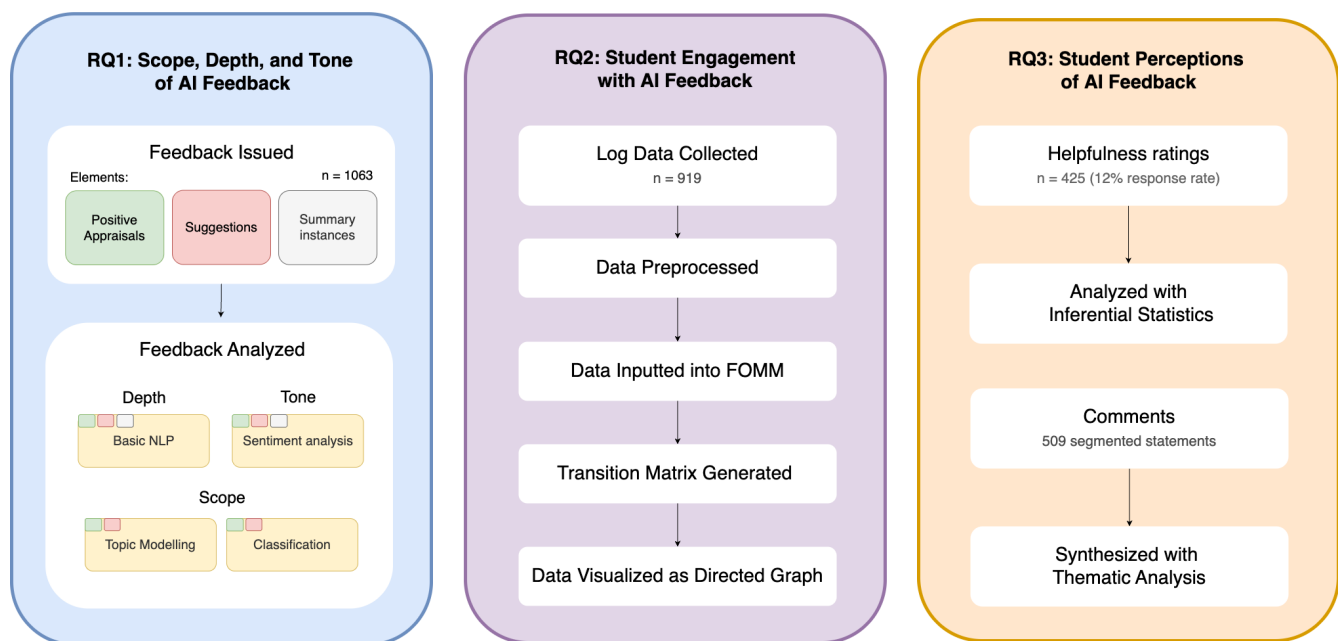 RQ1: Scope, Depth, and Tone
of AI Feedback
Feedback Issued
Elements:
n = 1063
Positive
Appraisals
Suggestions
Summary
instances
Feedback Analyzed
Depth
Tone
Basic NLP
Sentiment analysis
Scope
Topic Modelling
Classification
RQ2: Student Engagement
with AI Feedback
Log Data Collected
n = 919
Data Preprocessed
Data Inputted into FOMM
Transition Matrix Generated
Data Visualized as Directed Graph
RQ3: Student Perceptions
of AI Feedback
Helpfulness ratings
n = 425 (12% response rate)
Analyzed with
Inferential Statistics
Comments
509 segmented statements
Synthesized with
Thematic Analysis